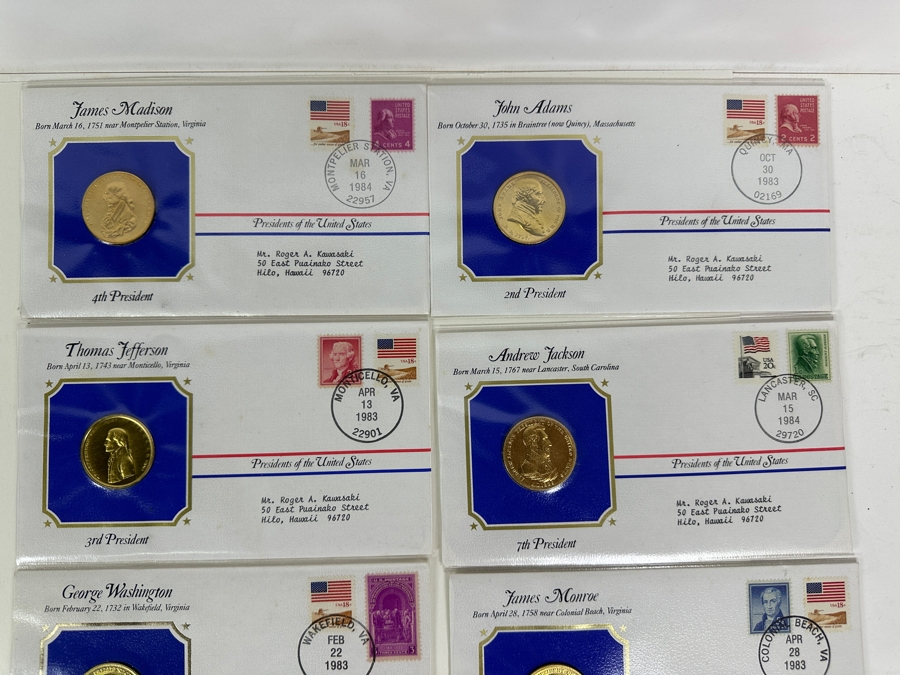 James Madison
Born March 16, 1751 near Montpelier Station, Virginia
USA 18c
UNITED STATES POSTAGE
CENTS 4
MONTPELIER STATION, VA
MAR
16
1984
22957
Presidents of the United States
Mr. Roger A. Kawasaki
50 East Puainako Street
Hilo, Hawaii 96720
4th President
John Adams
Born October 30, 1735 in Braintree (now Quincy), Massachusetts
USA 18c
UNITED STATES POSTAGE
2 CENTS 2
QUINCY, MA
OCT
30
1983
02169
Presidents of the United States
Mr. Roger A. Kawasaki
50 East Puainako Street
Hilo, Hawaii 96720
2nd President
Thomas Jefferson
Born April 13, 1743 near Monticello, Virginia
USA 18c
MONTICELLO, VA
APR
13
1983
22901
Presidents of the United States
Mr. Roger A. Kawasaki
50 East Puainako Street
Hilo, Hawaii 96720
3rd President
Andrew Jackson
Born March 15, 1767 near Lancaster, South Carolina
USA
20c
LANCASTER, SC
MAR
15
1984
29720
Presidents of the United States
Mr. Roger A. Kawasaki
50 East Puainako Street
Hilo, Hawaii 96720
7th President
George Washington
Born February 22, 1732 in Wakefield, Virginia
USA 18c
U.S. POSTAGE
3
WAKEFIELD, VA
FEB
22
1983
James Monroe
Born April 28, 1758 near Colonial Beach, Virginia
USA 18c
COLONIAL BEACH, VA
APR
28
1983